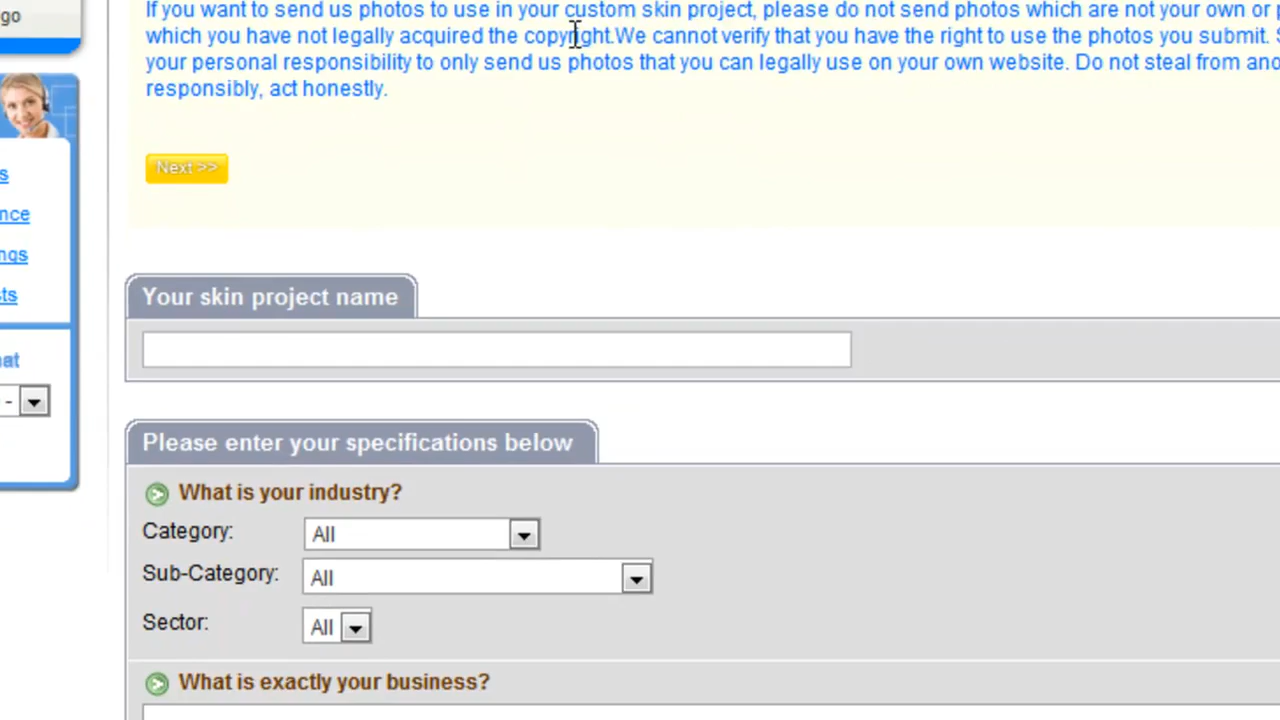 go
If you want to send us photos to use in your custom skin project, please do not send photos which are not your own or
which you have not legally acquired the copyright.We cannot verify that you have the right to use the photos you submit.
your personal responsibility to only send us photos that you can legally use on your own website. Do not steal from
responsibly, act honestly.
Next >>
s
nce
ngs
ts
Your skin project name
at
-
Please enter your specifications below
What is your industry?
Category: All
Sub-Category: All
Sector: All
What is exactly your business?